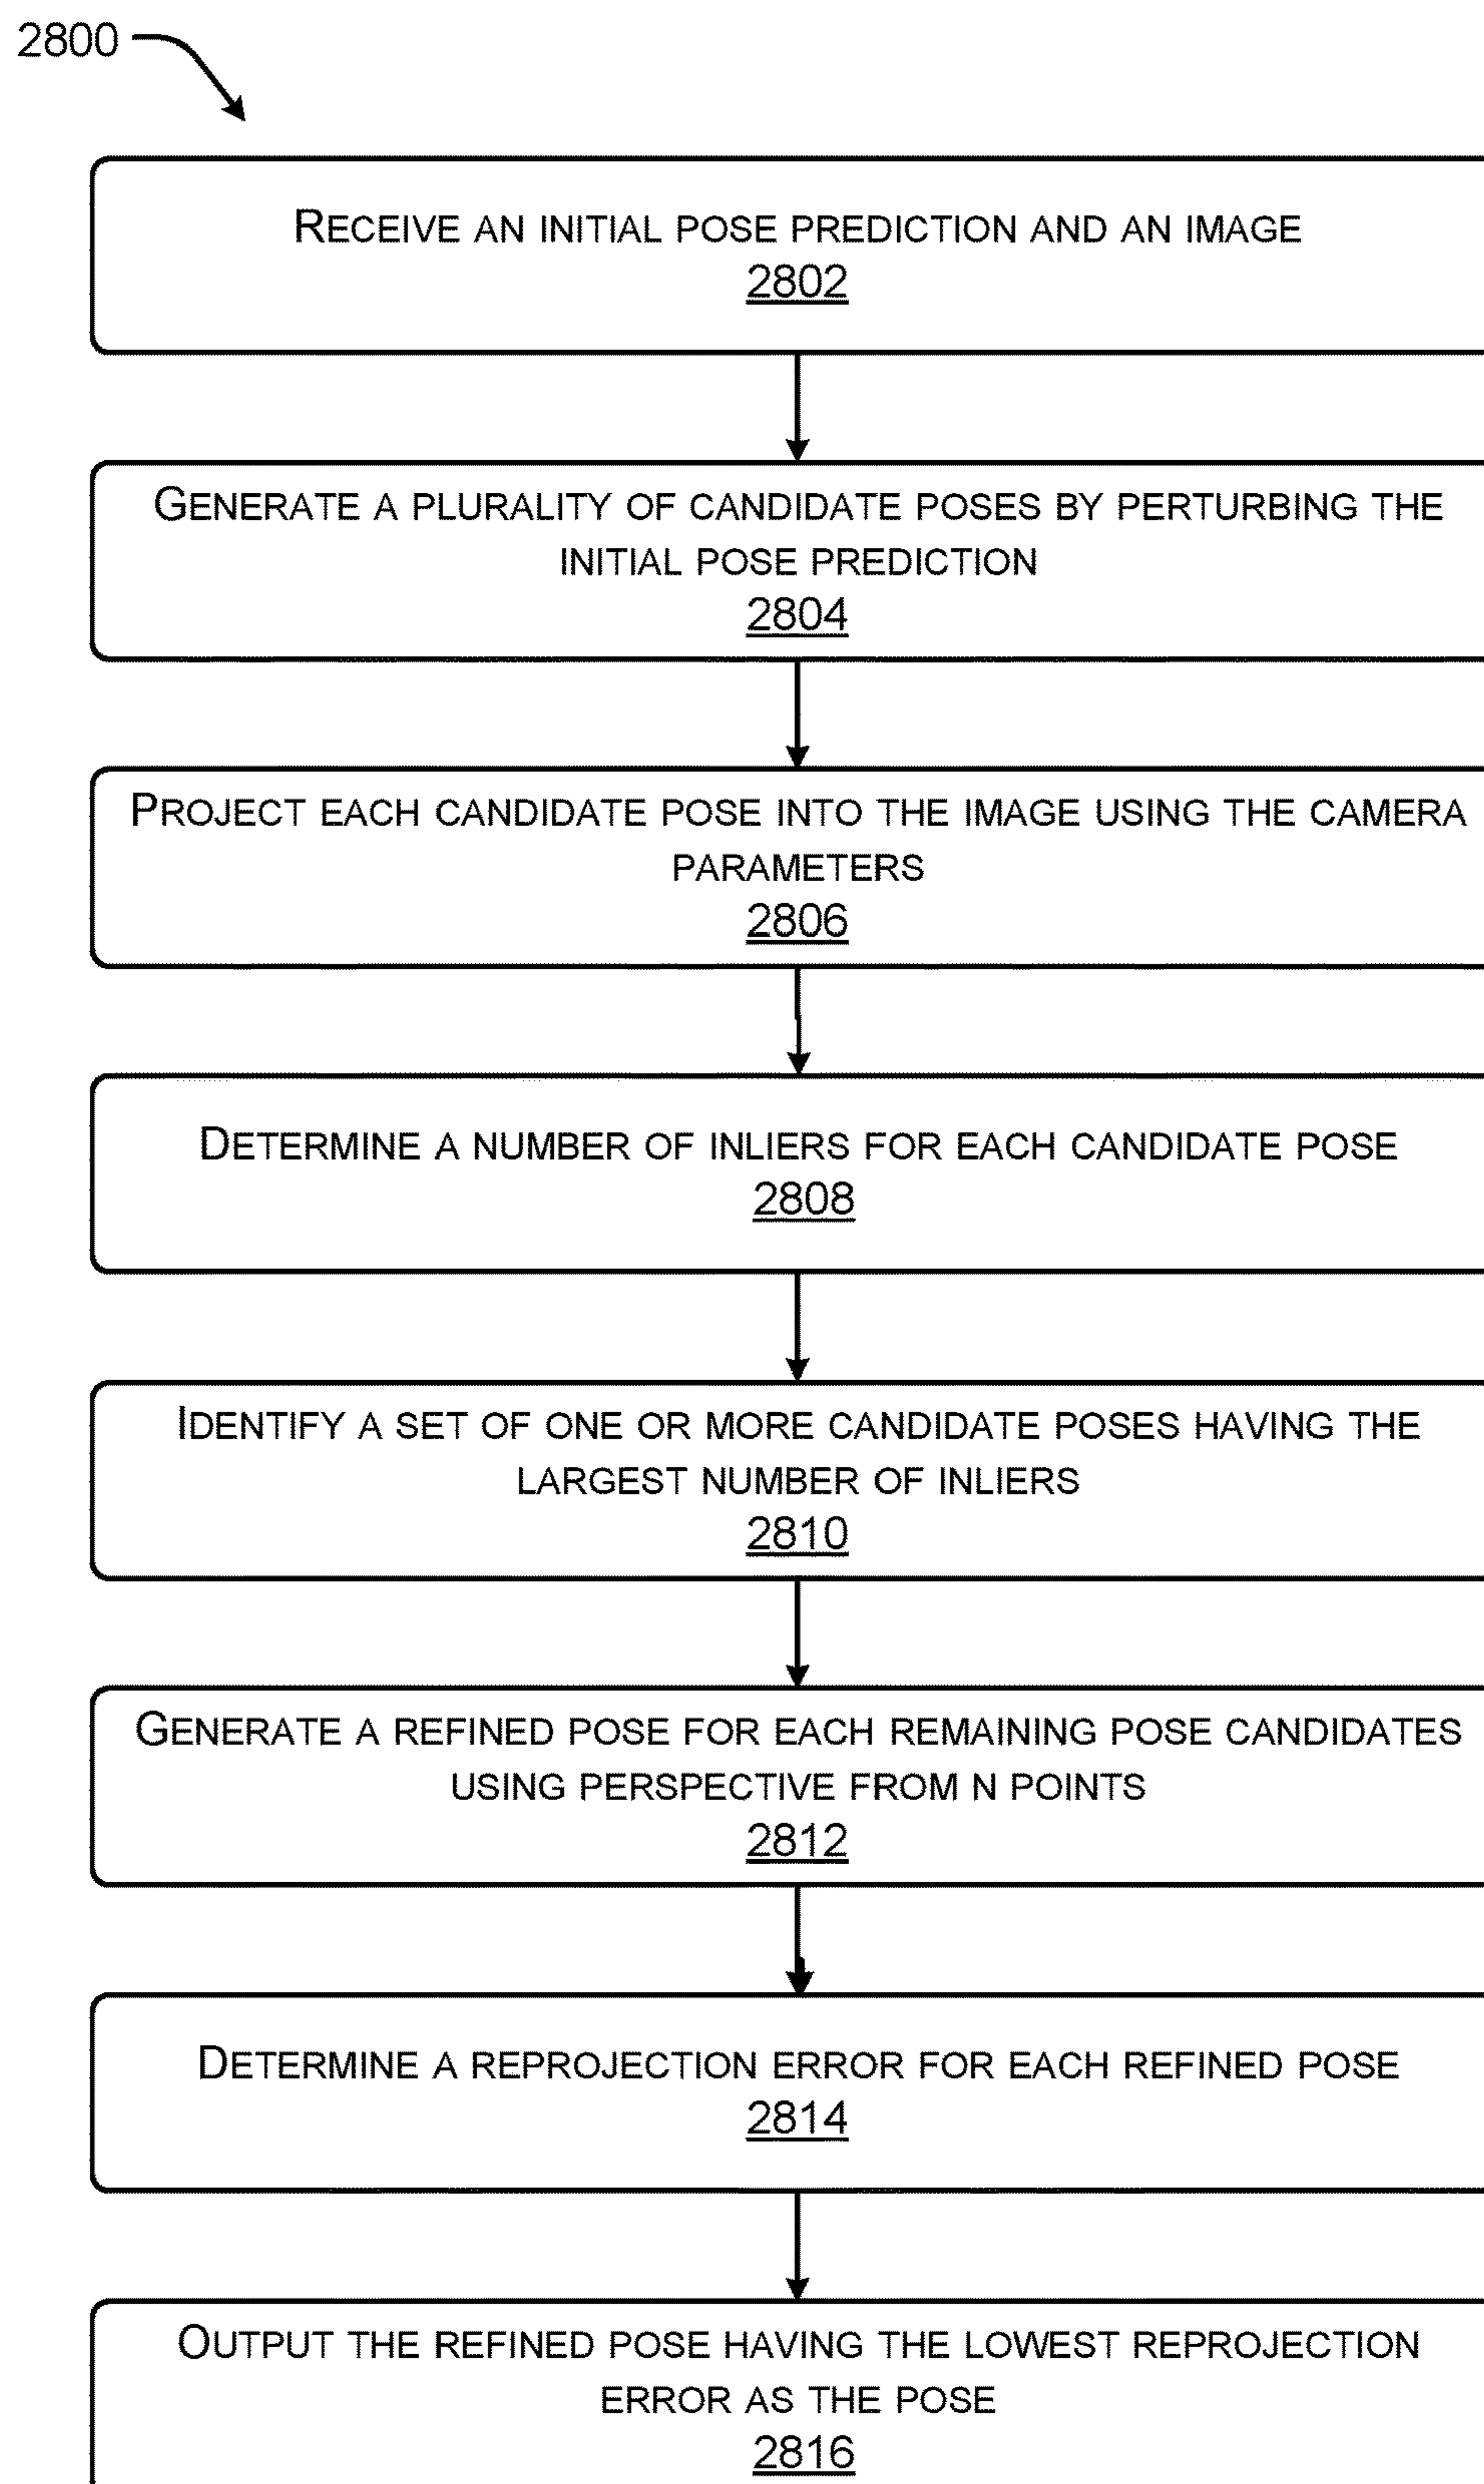 2800
RECEIVE AN INITIAL POSE PREDICTION AND AN IMAGE
2802
GENERATE A PLURALITY OF CANDIDATE POSES BY PERTURBING THE
INITIAL POSE PREDICTION
2804
PROJECT EACH CANDIDATE POSE INTO THE IMAGE USING THE CAMERA
PARAMETERS
2806
DETERMINE A NUMBER OF INLIERS FOR EACH CANDIDATE POSE
2808
IDENTIFY A SET OF ONE OR MORE CANDIDATE POSES HAVING THE
LARGEST NUMBER OF INLIERS
2810
GENERATE A REFINED POSE FOR EACH REMAINING POSE CANDIDATES
USING PERSPECTIVE FROM N POINTS
2812
DETERMINE A REPROJECTION ERROR FOR EACH REFINED POSE
2814
OUTPUT THE REFINED POSE HAVING THE LOWEST REPROJECTION
ERROR AS THE POSE
2816